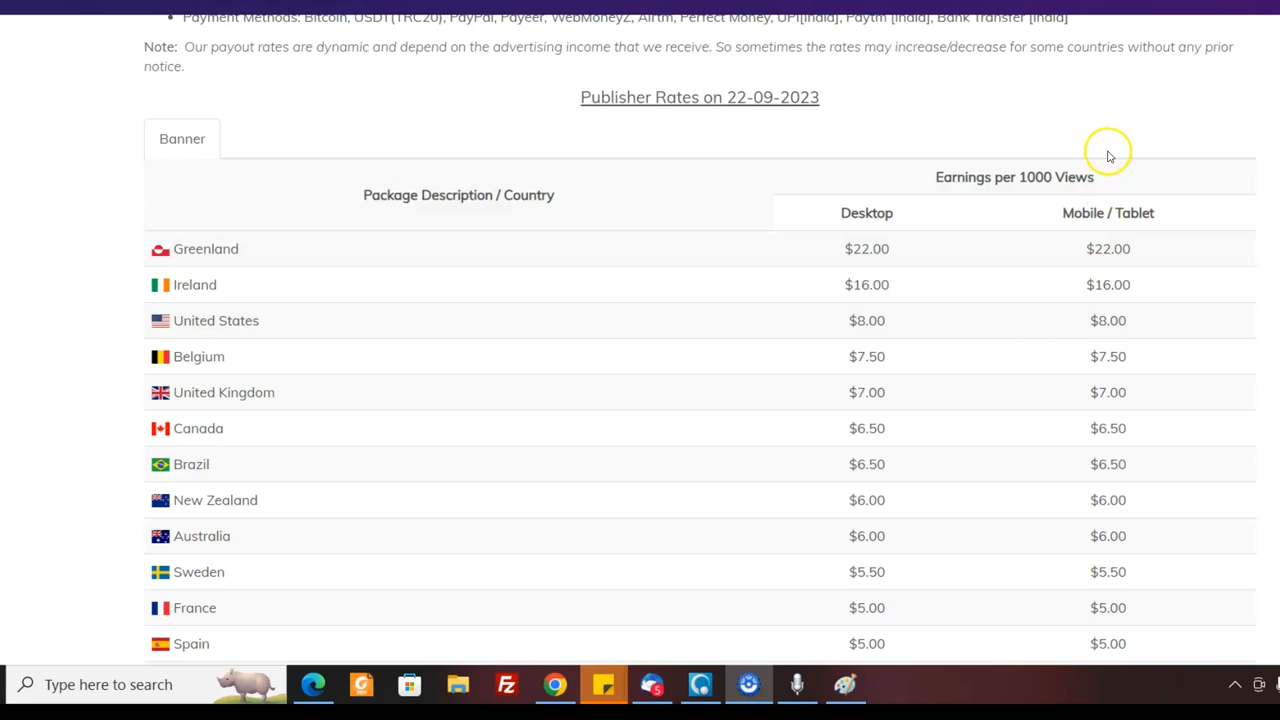 Payment Methods: Bitcoin, USDT(TRC20), PayPal, Payeer, WebMoneyZ, Airtm, Perfect Money, UPI[India], Paytm [India], Bank Transfer [India]
Note: Our payout rates are dynamic and depend on the advertising income that we receive. So sometimes the rates may increase/decrease for some countries without any prior
notice.
Publisher Rates on 22-09-2023
Banner
Package Description / Country
Earnings per 1000 Views
Desktop
Mobile / Tablet
Greenland $22.00 $22.00
Ireland $16.00 $16.00
United States $8.00 $8.00
Belgium $7.50 $7.50
United Kingdom $7.00 $7.00
Canada $6.50 $6.50
Brazil $6.50 $6.50
New Zealand $6.00 $6.00
Australia $6.00 $6.00
Sweden $5.50 $5.50
France $5.00 $5.00
Spain $5.00 $5.00
Type here to search
Fz
5